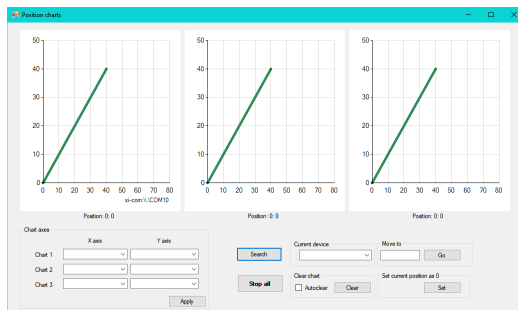 Position charts
50 50 50
40 40 40
30 30 30
20 20 20
10 10 10
0 0 0
0 10 20 30 40 50 60 70 80 0 10 20 30 40 50 60 70 80 0 10 20 30 40 50 60 70 80
xi-com:\\.\COM10
Position: 0: 0 Position: 0: 0 Position: 0: 0
Chart axes
X axis Y axis
Chart 1
Chart 2
Chart 3
Apply
Search
Stop all
Current device
Move to
Go
Clear chart
Autoclear
Clear
Set current position as 0
Set